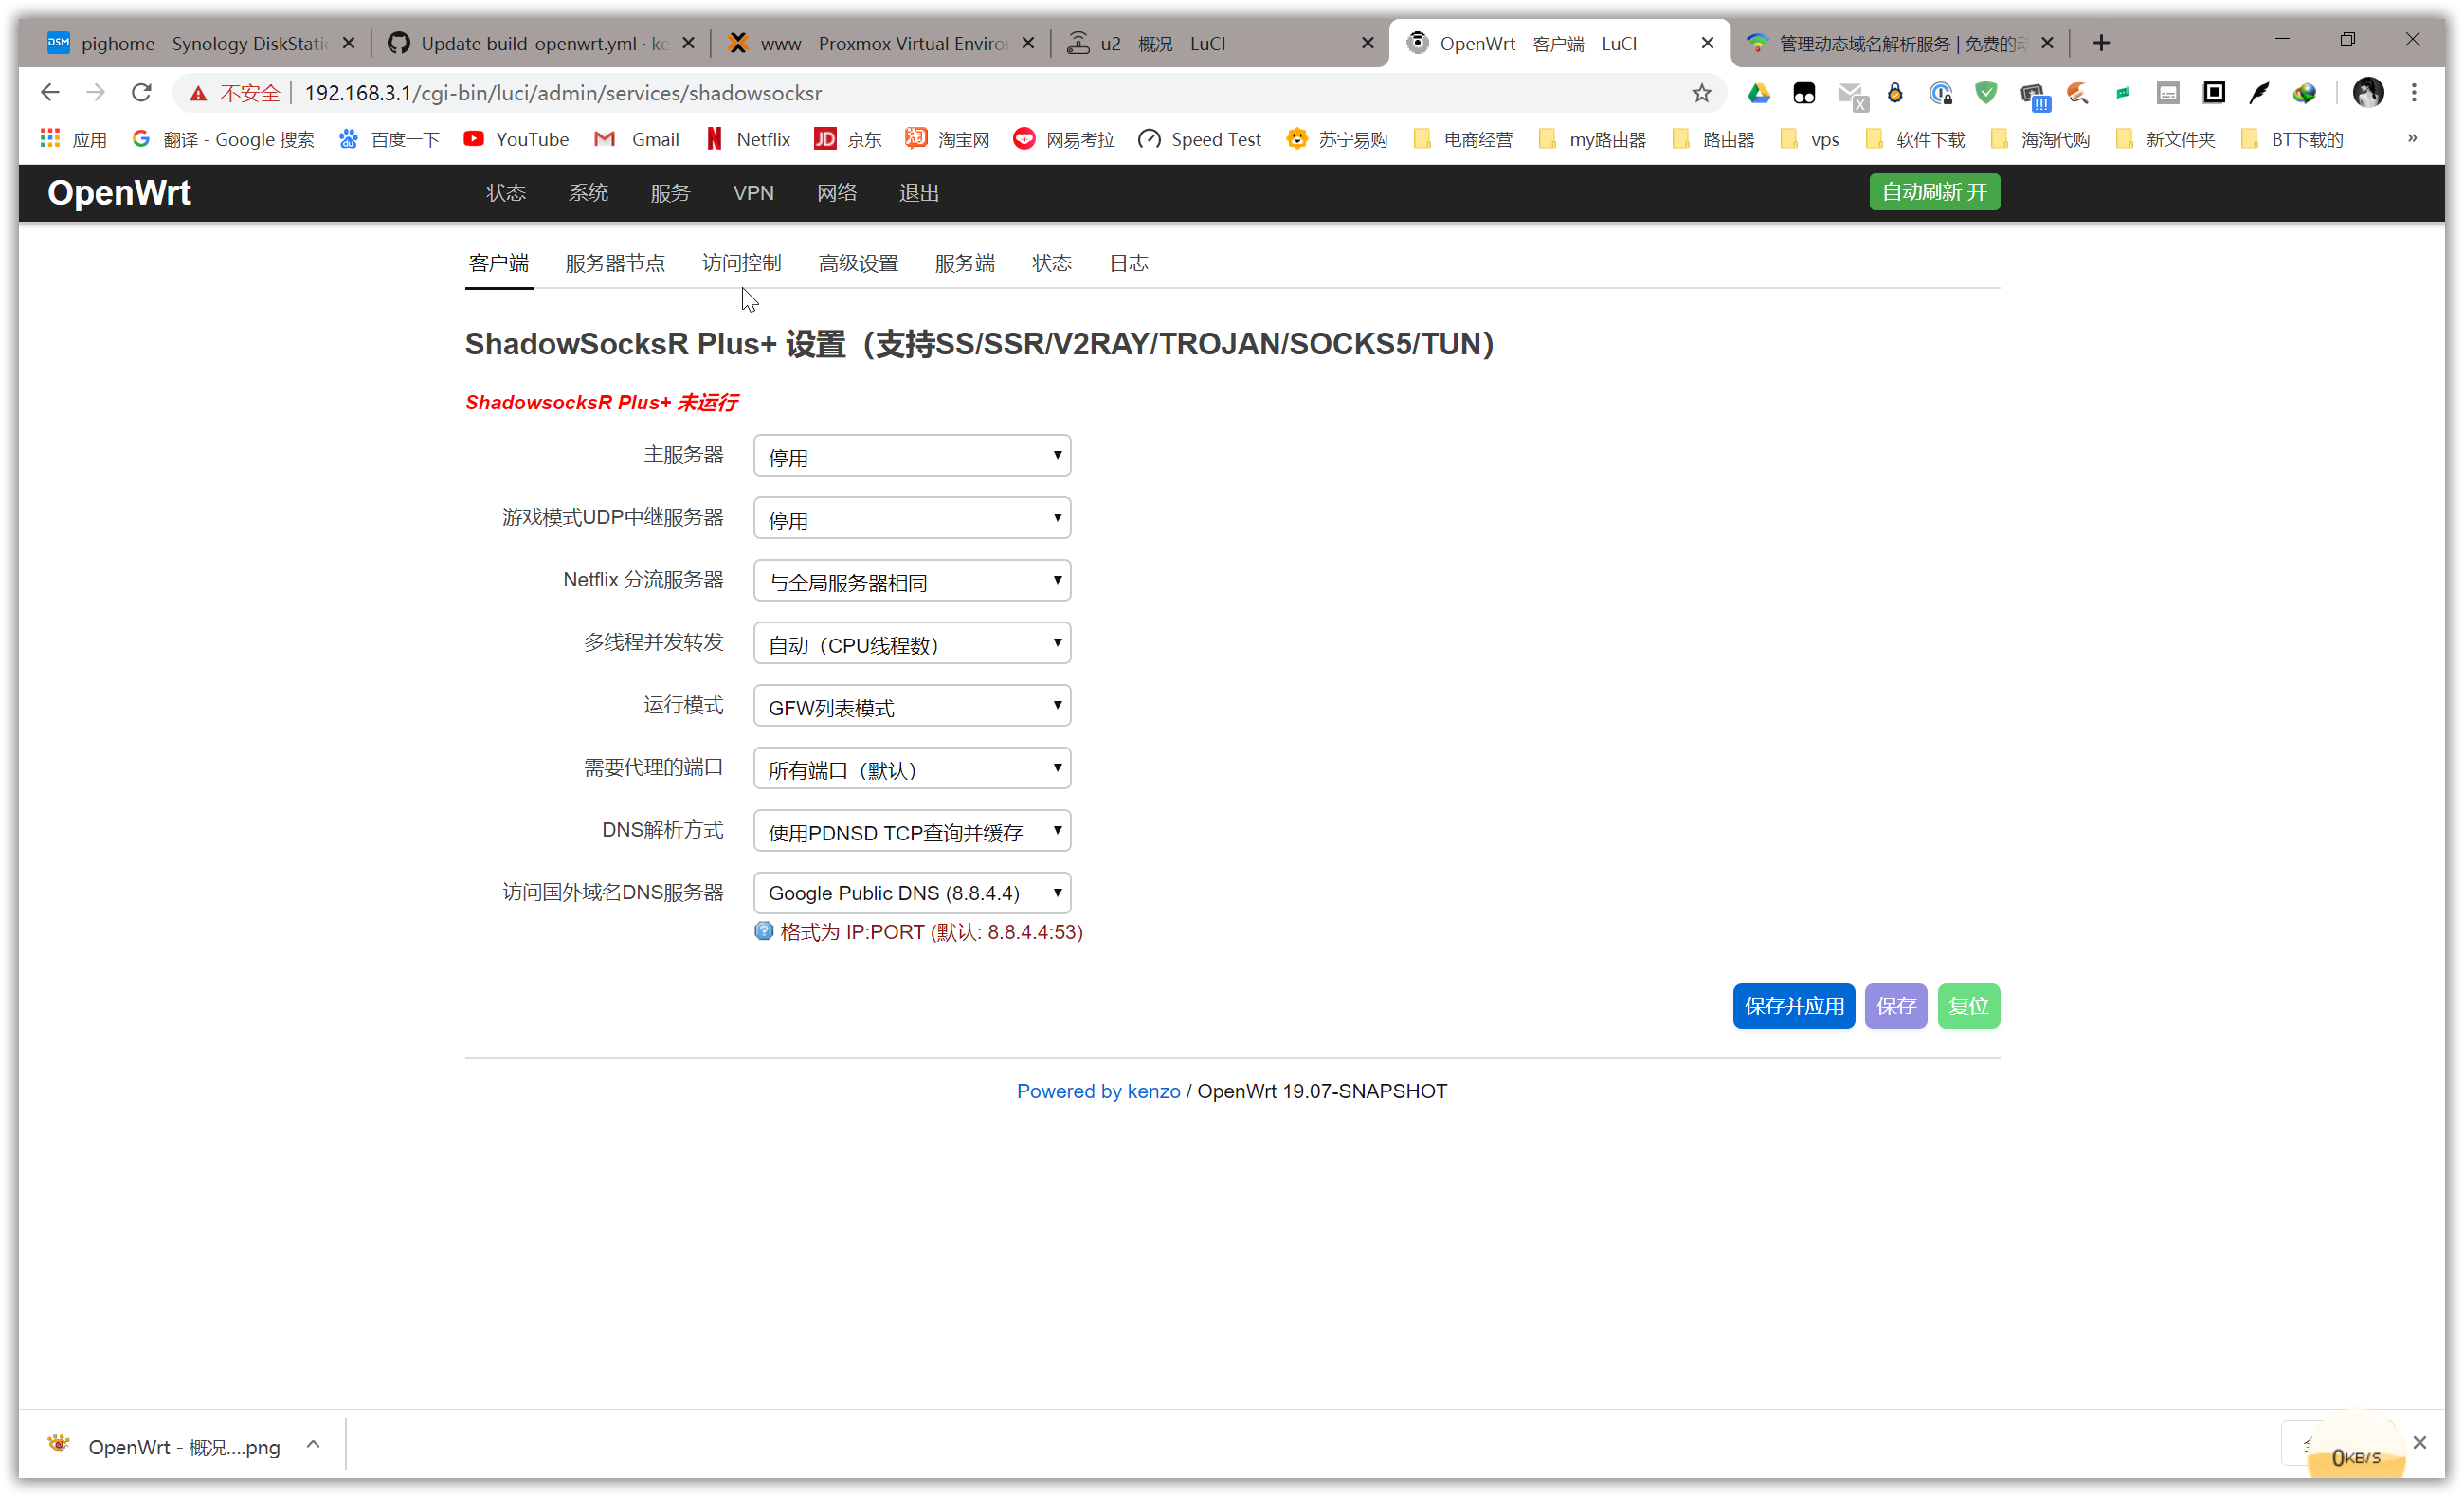 pighome - Synology DiskStatic
Update build-openwrt.yml · ke
www - Proxmox Virtual Enviror
u2 - 概况 - LuCI
OpenWrt - 客户端 - LuCI
管理动态域名解析服务 | 免费的动
不安全 | 192.168.3.1/cgi-bin/luci/admin/services/shadowsocksr
应用 翻译 - Google 搜索 百度一下 YouTube Gmail Netflix 京东 淘宝网 网易考拉 Speed Test 苏宁易购 电商经营 my路由器 路由器 vps 软件下载 海淘代购 新文件夹 BT下载的 »
OpenWrt 状态 系统 服务 VPN 网络 退出 自动刷新 开
客户端 服务器节点 访问控制 高级设置 服务端 状态 日志
ShadowSocksR Plus+ 设置（支持SS/SSR/V2RAY/TROJAN/SOCKS5/TUN）
ShadowsocksR Plus+ 未运行
主服务器 停用
游戏模式UDP中继服务器 停用
Netflix 分流服务器 与全局服务器相同
多线程并发转发 自动（CPU线程数）
运行模式 GFW列表模式
需要代理的端口 所有端口（默认）
DNS解析方式 使用PDNSD TCP查询并缓存
访问国外域名DNS服务器 Google Public DNS (8.8.4.4)
格式为 IP:PORT (默认: 8.8.4.4:53)
保存并应用 保存 复位
Powered by kenzo / OpenWrt 19.07-SNAPSHOT
OpenWrt - 概况....png
0KB/S